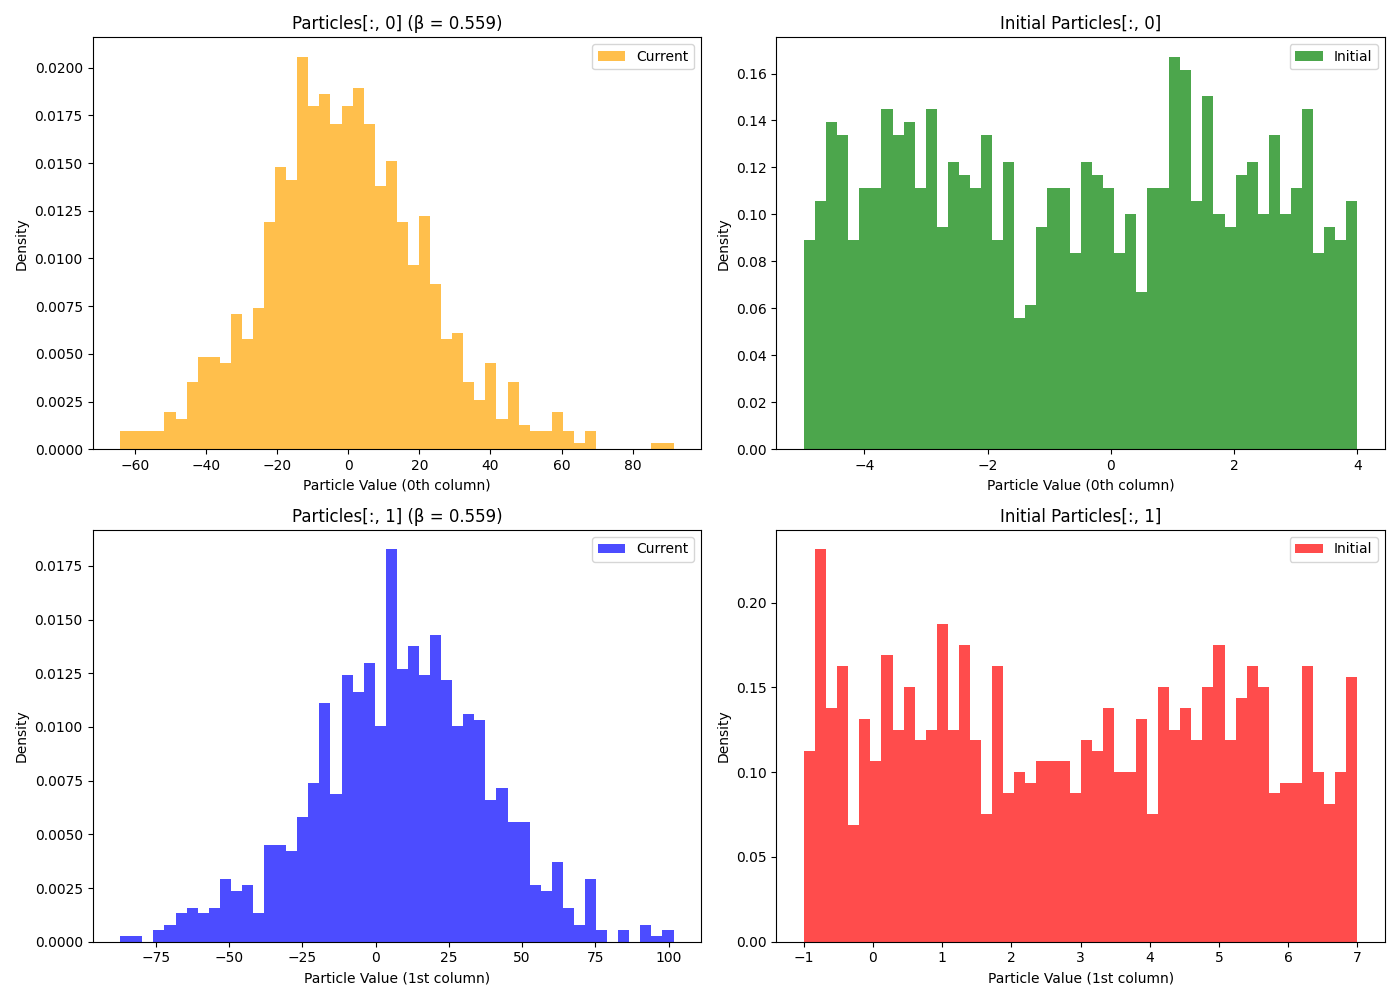 Particles[:, 0] (β = 0.559)
Current
0.0200
0.0175
0.0150
0.0125
0.0100
0.0075
0.0050
0.0025
0.0000
Density
−60 −40 −20 0 20 40 60 80
Particle Value (0th column)
Initial Particles[:, 0]
Initial
0.16
0.14
0.12
0.10
0.08
0.06
0.04
0.02
0.00
Density
−4 −2 0 2 4
Particle Value (0th column)
Particles[:, 1] (β = 0.559)
Current
0.0175
0.0150
0.0125
0.0100
0.0075
0.0050
0.0025
0.0000
Density
−75 −50 −25 0 25 50 75 100
Particle Value (1st column)
Initial Particles[:, 1]
Initial
0.20
0.15
0.10
0.05
0.00
Density
−1 0 1 2 3 4 5 6 7
Particle Value (1st column)